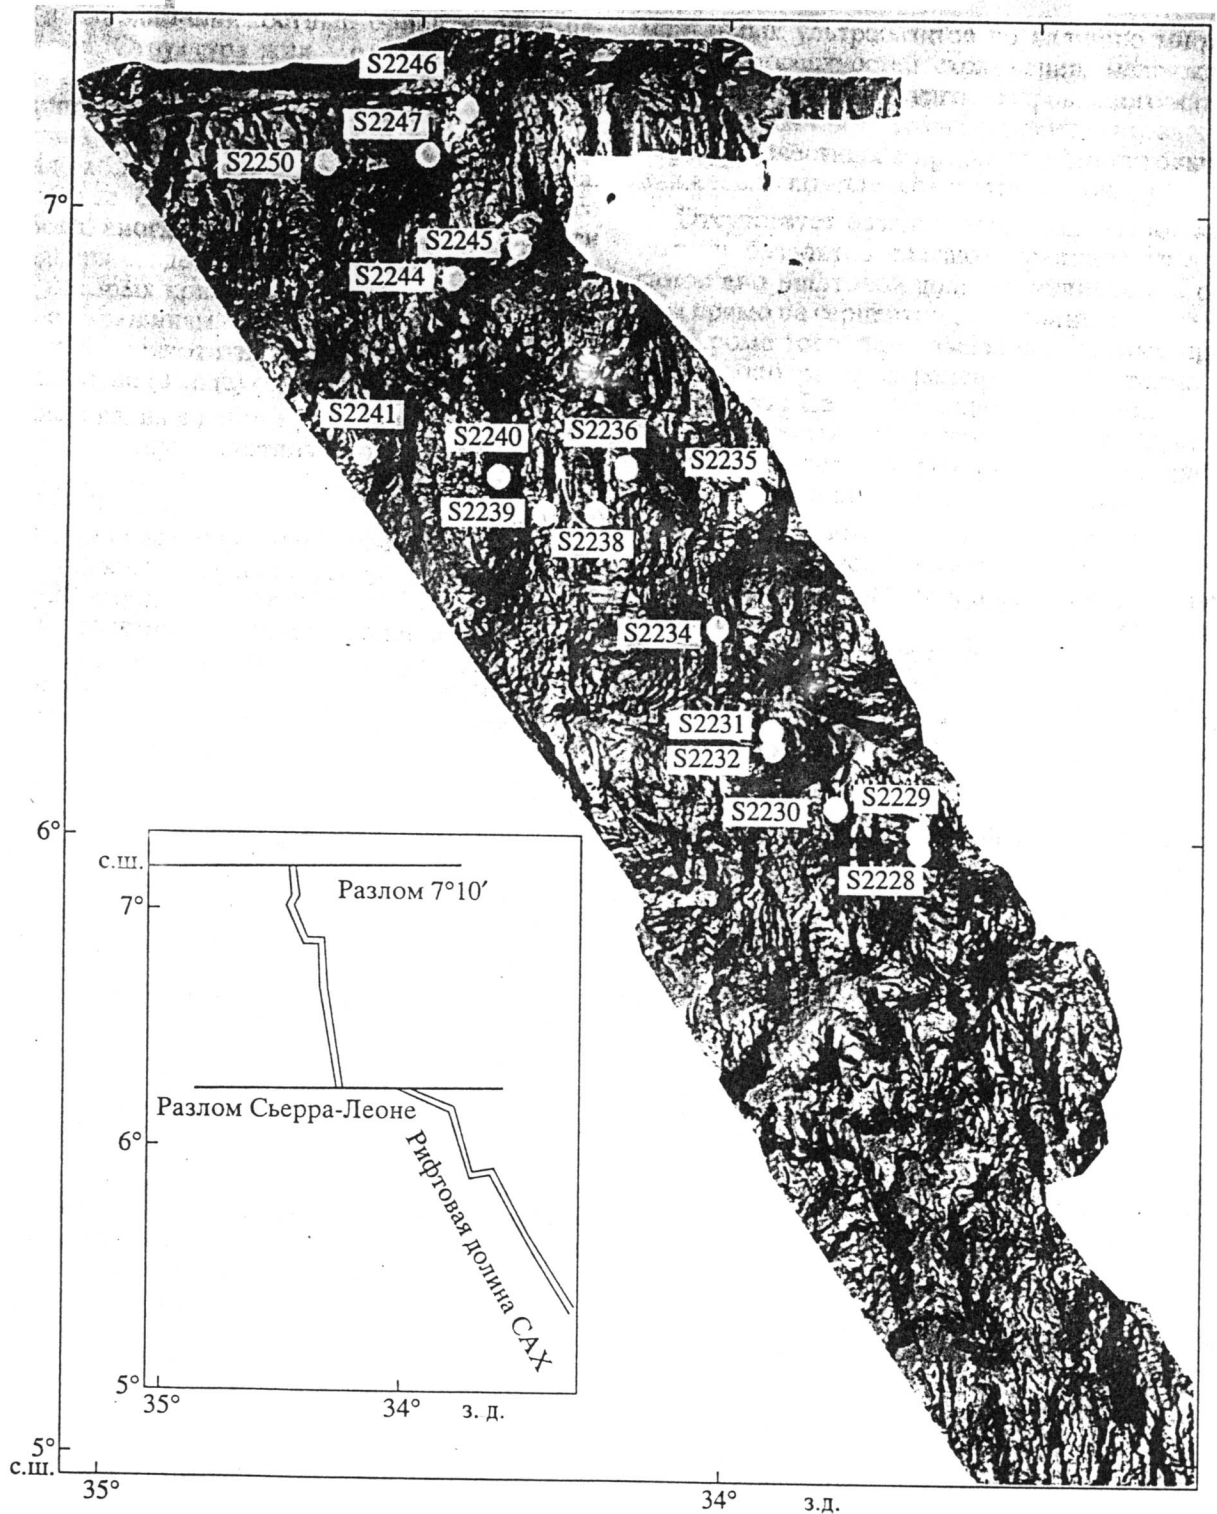 S2246
S2247
S2250
7°
S2245
S2244
S2241
S2240
S2236
S2235
S2239
S2238
S2234
S2231
S2232
S2230
S2229
S2228
6°
с.ш.
Разлом 7°10′
7°
Разлом Сьерра-Леоне
6°
Рифтовая долина САХ
5°
35°
34°
з. д.
5°
с.ш.
35°
34°
з.д.